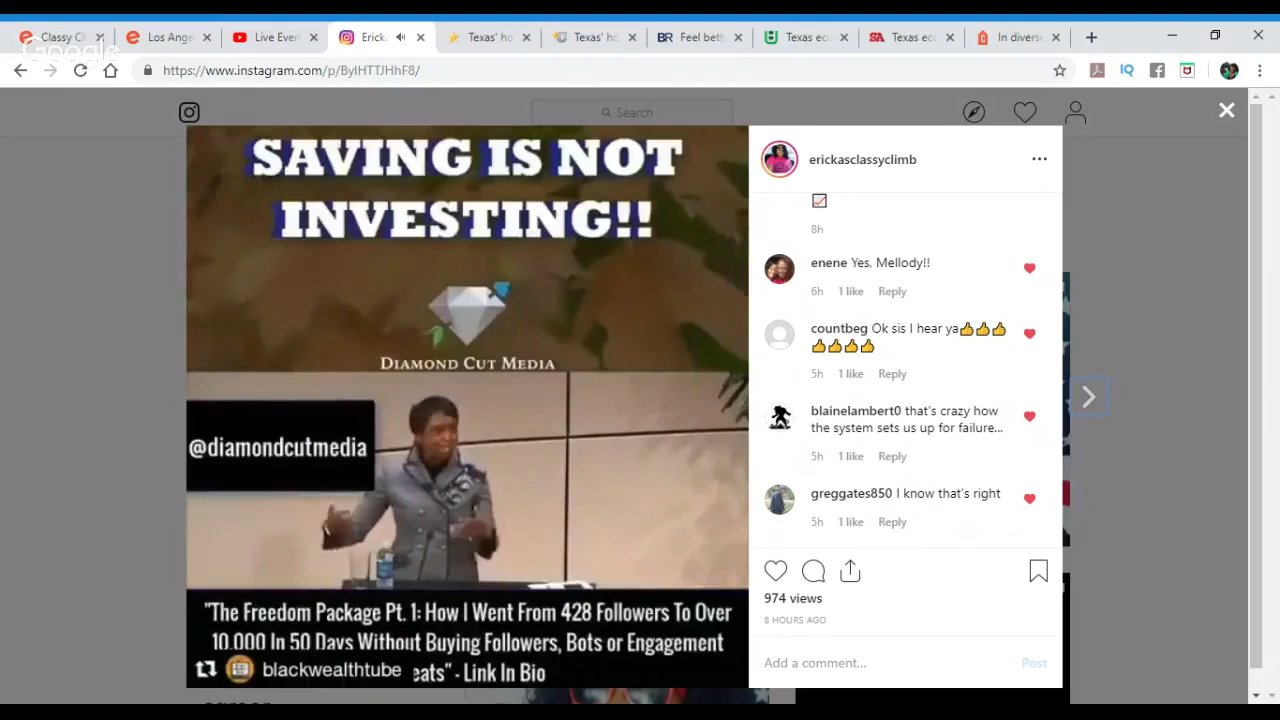 Classy Cli
Los Angel
Live Even
Erick
Texas' ho
Texas' ho
Feel bett
Texas ec
Texas ec
In divers
Google
https://www.instagram.com/p/BylHTTJHhF8/
Search
SAVING IS NOT
INVESTING!!
DIAMOND CUT MEDIA
@diamondcutmedia
"The Freedom Package Pt. 1: How I Went From 428 Followers To Over
10,000 In 50 Days Without Buying Followers, Bots or Engagement
eats" - Link In Bio
blackwealthtube
erickasclassyclimb
8h
enene Yes, Mellody!!
6h 1 like Reply
countbeg Ok sis I hear ya👍👍👍
👍👍👍👍
5h 1 like Reply
blainelambert0 that's crazy how
the system sets us up for failure...
5h 1 like Reply
greggates850 I know that's right
5h 1 like Reply
974 views
8 HOURS AGO
Add a comment... Post